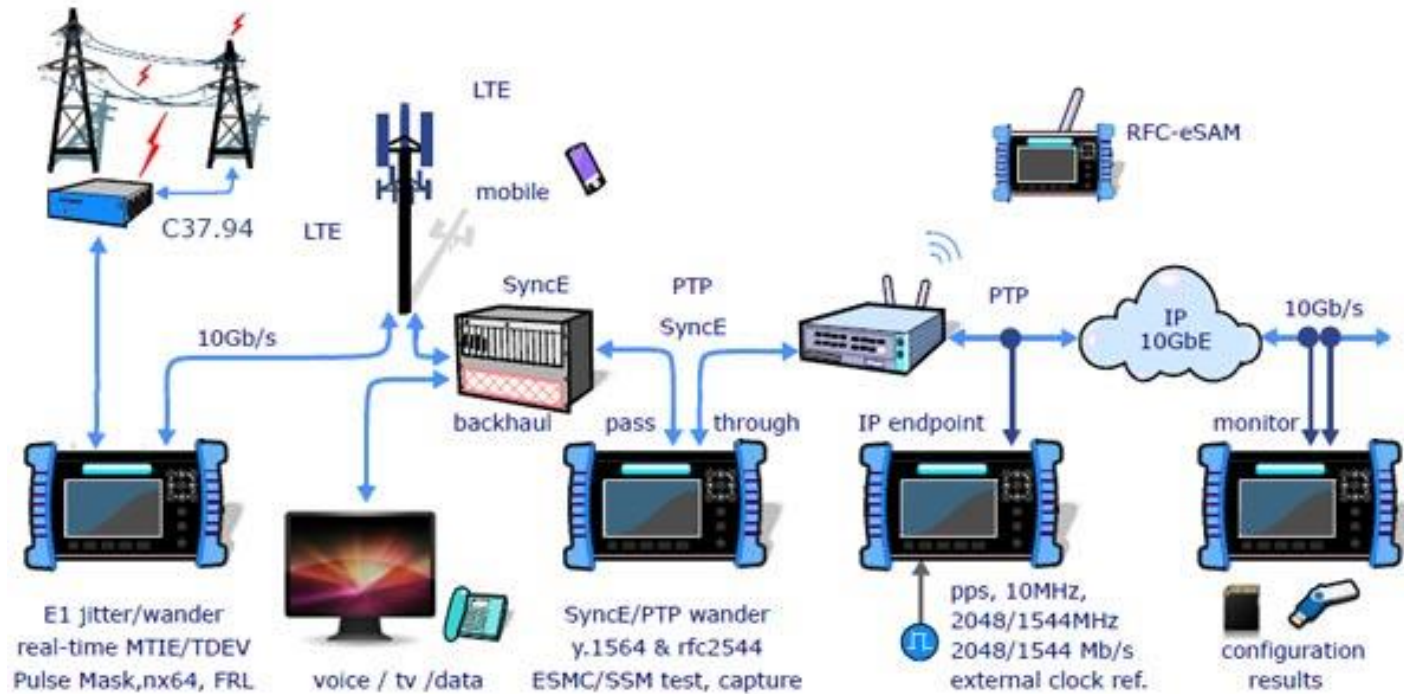 LTE
RFC-eSAM
mobile
C37.94
LTE
SyncE
PTP
PTP
SyncE
10Gb/s
IP
10GbE
10Gb/s
backhaul
pass
through
IP endpoint
monitor
E1 jitter/wander
real-time MTIE/TDEV
Pulse Mask,nx64, FRL
voice / tv /data
SyncE/PTP wander
y.1564 & rfc2544
ESMC/SSM test, capture
pps, 10MHz,
2048/1544MHz
2048/1544 Mb/s
external clock ref.
configuration
results